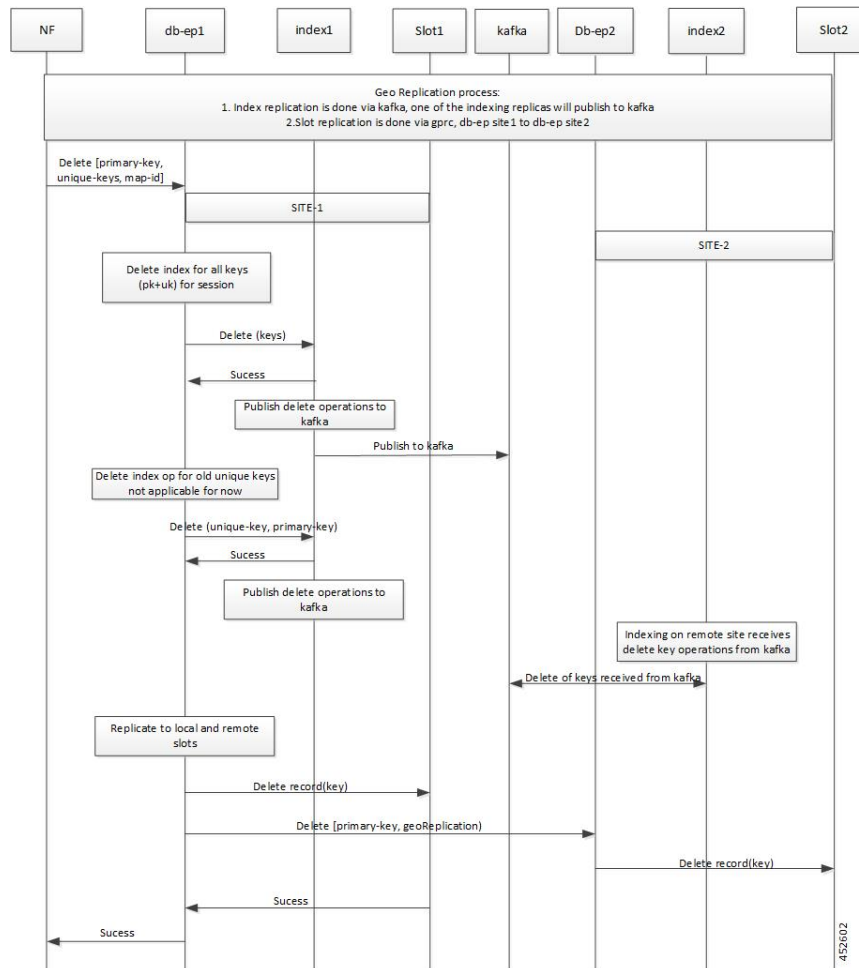 NF
db-ep1
index1
Slot1
kafka
Db-ep2
index2
Slot2
Geo Replication process:
1. Index replication is done via kafka, one of the indexing replicas will publish to kafka
2.Slot replication is done via gprc, db-ep site1 to db-ep site2
Delete [primary-key,
unique-keys, map-id]
SITE-1
SITE-2
Delete index for all keys
(pk+uk) for session
Delete (keys)
Sucess
Publish delete operations to
kafka
Publish to kafka
Delete index op for old unique keys
not applicable for now
Delete (unique-key, primary-key)
Sucess
Publish delete operations to
kafka
Indexing on remote site receives
delete key operations from kafka
Delete of keys received from kafka
Replicate to local and remote
slots
Delete record(key)
Delete [primary-key, geoReplication)
Delete record(key)
Sucess
Sucess
452602